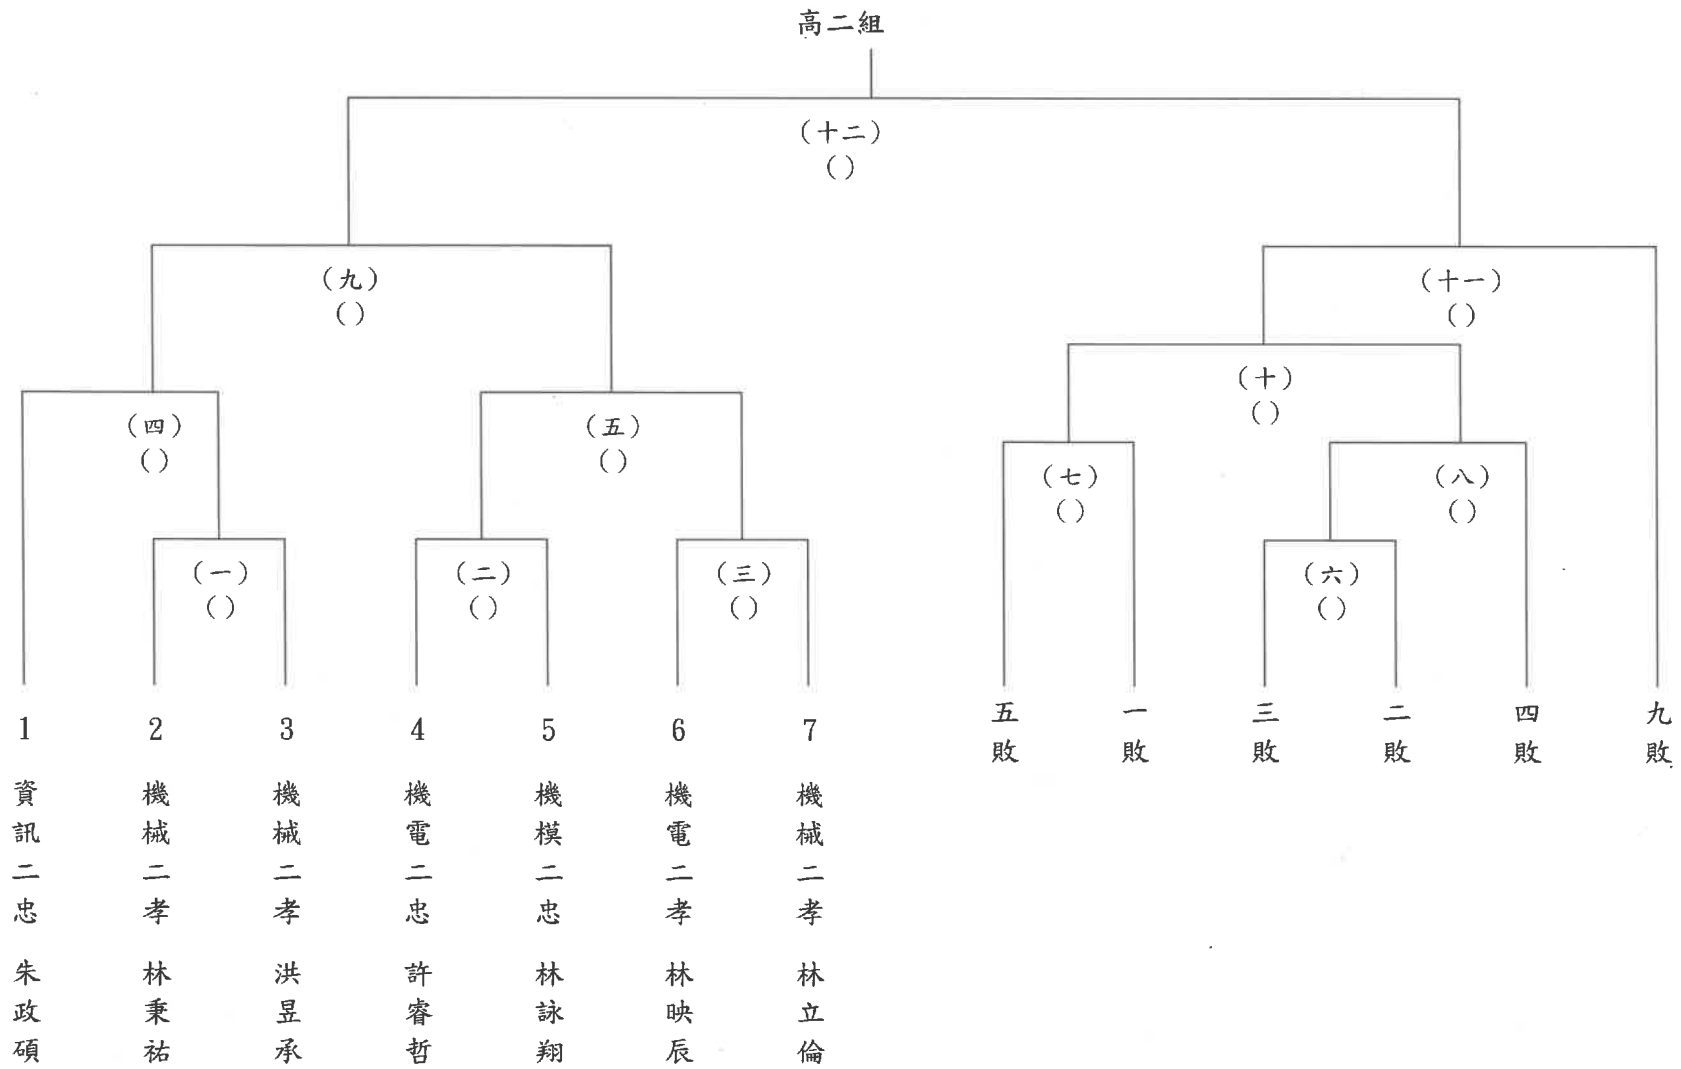 高二組
(十二)
()
(九)
()
(十一)
()
(十)
()
(四)
()
(五)
()
(七)
()
(八)
()
(一)
()
(二)
()
(三)
()
(六)
()
1
資訊二忠
朱政碩
2
機械二孝
林秉祐
3
機械二孝
洪昱承
4
機電二忠
許睿哲
5
機模二忠
林詠翔
6
機電二孝
林映辰
7
機械二孝
林立倫
五敗
一敗
三敗
二敗
四敗
九敗